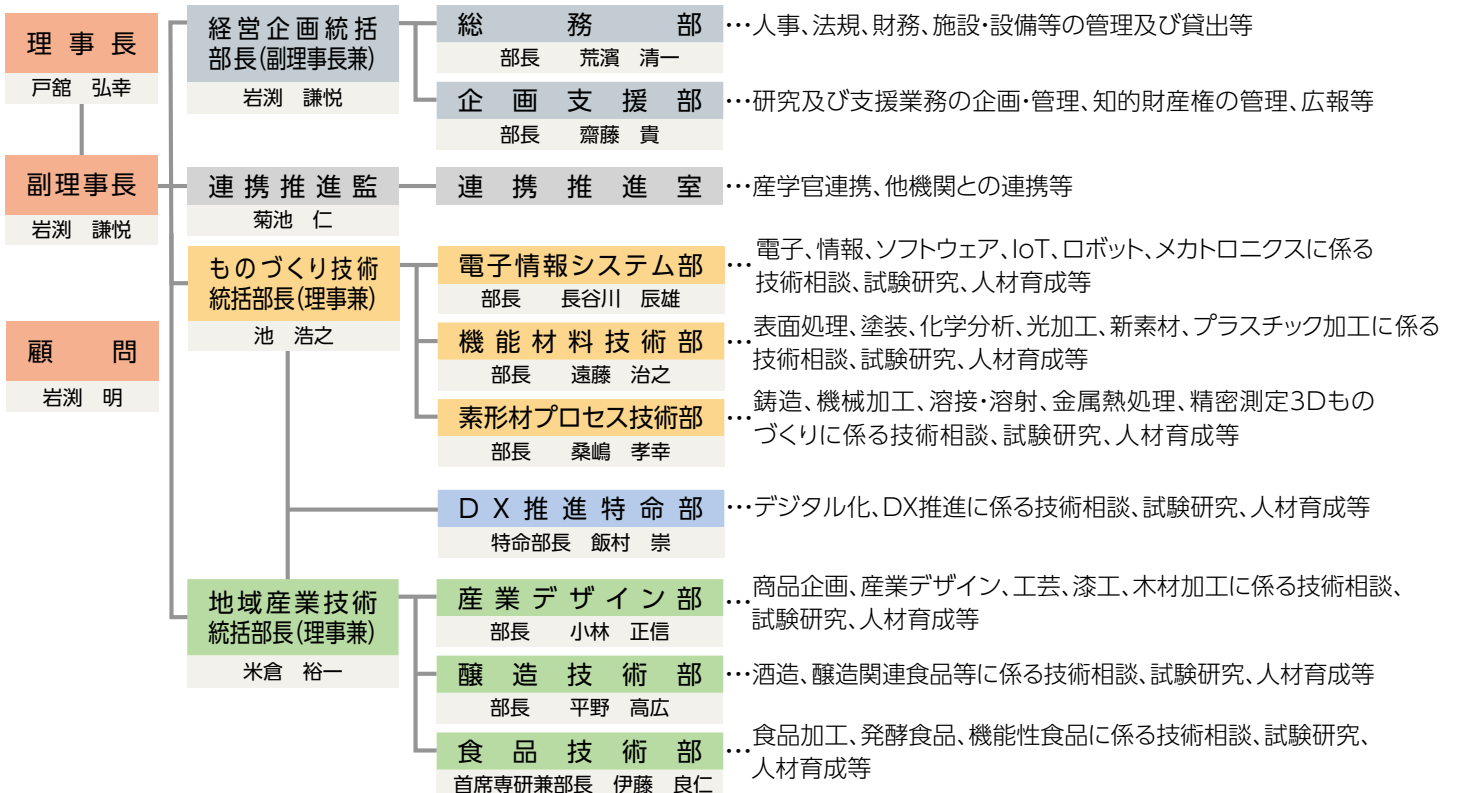 理事長
戸舘 弘幸
副理事長
岩渕 謙悦
顧問
岩渕 明
経営企画統括
部長(副理事長兼)
岩渕 謙悦
総務部
部長 荒濱 清一
…人事、法規、財務、施設・設備等の管理及び貸出等
企画支援部
部長 齋藤 貴
…研究及び支援業務の企画・管理、知的財産権の管理、広報等
連携推進監
菊池 仁
連携推進室
…産学官連携、他機関との連携等
ものづくり技術
統括部長(理事兼)
池 浩之
電子情報システム部
部長 長谷川 辰雄
…電子、情報、ソフトウェア、IoT、ロボット、メカトロニクスに係る
技術相談、試験研究、人材育成等
機能材料技術部
部長 遠藤 治之
…表面処理、塗装、化学分析、光加工、新素材、プラスチック加工に係る
技術相談、試験研究、人材育成等
素形材プロセス技術部
部長 桑嶋 孝幸
…鋳造、機械加工、溶接・溶射、金属熱処理、精密測定3Dもの
づくりに係る技術相談、試験研究、人材育成等
DX推進特命部
特命部長 飯村 崇
…デジタル化、DX推進に係る技術相談、試験研究、人材育成等
地域産業技術
統括部長(理事兼)
米倉 裕一
産業デザイン部
部長 小林 正信
…商品企画、産業デザイン、工芸、漆工、木材加工に係る技術相談、
試験研究、人材育成等
醸造技術部
部長 平野 高広
…酒造、醸造関連食品等に係る技術相談、試験研究、人材育成等
食品技術部
首席専研兼部長 伊藤 良仁
…食品加工、発酵食品、機能性食品に係る技術相談、試験研究、
人材育成等